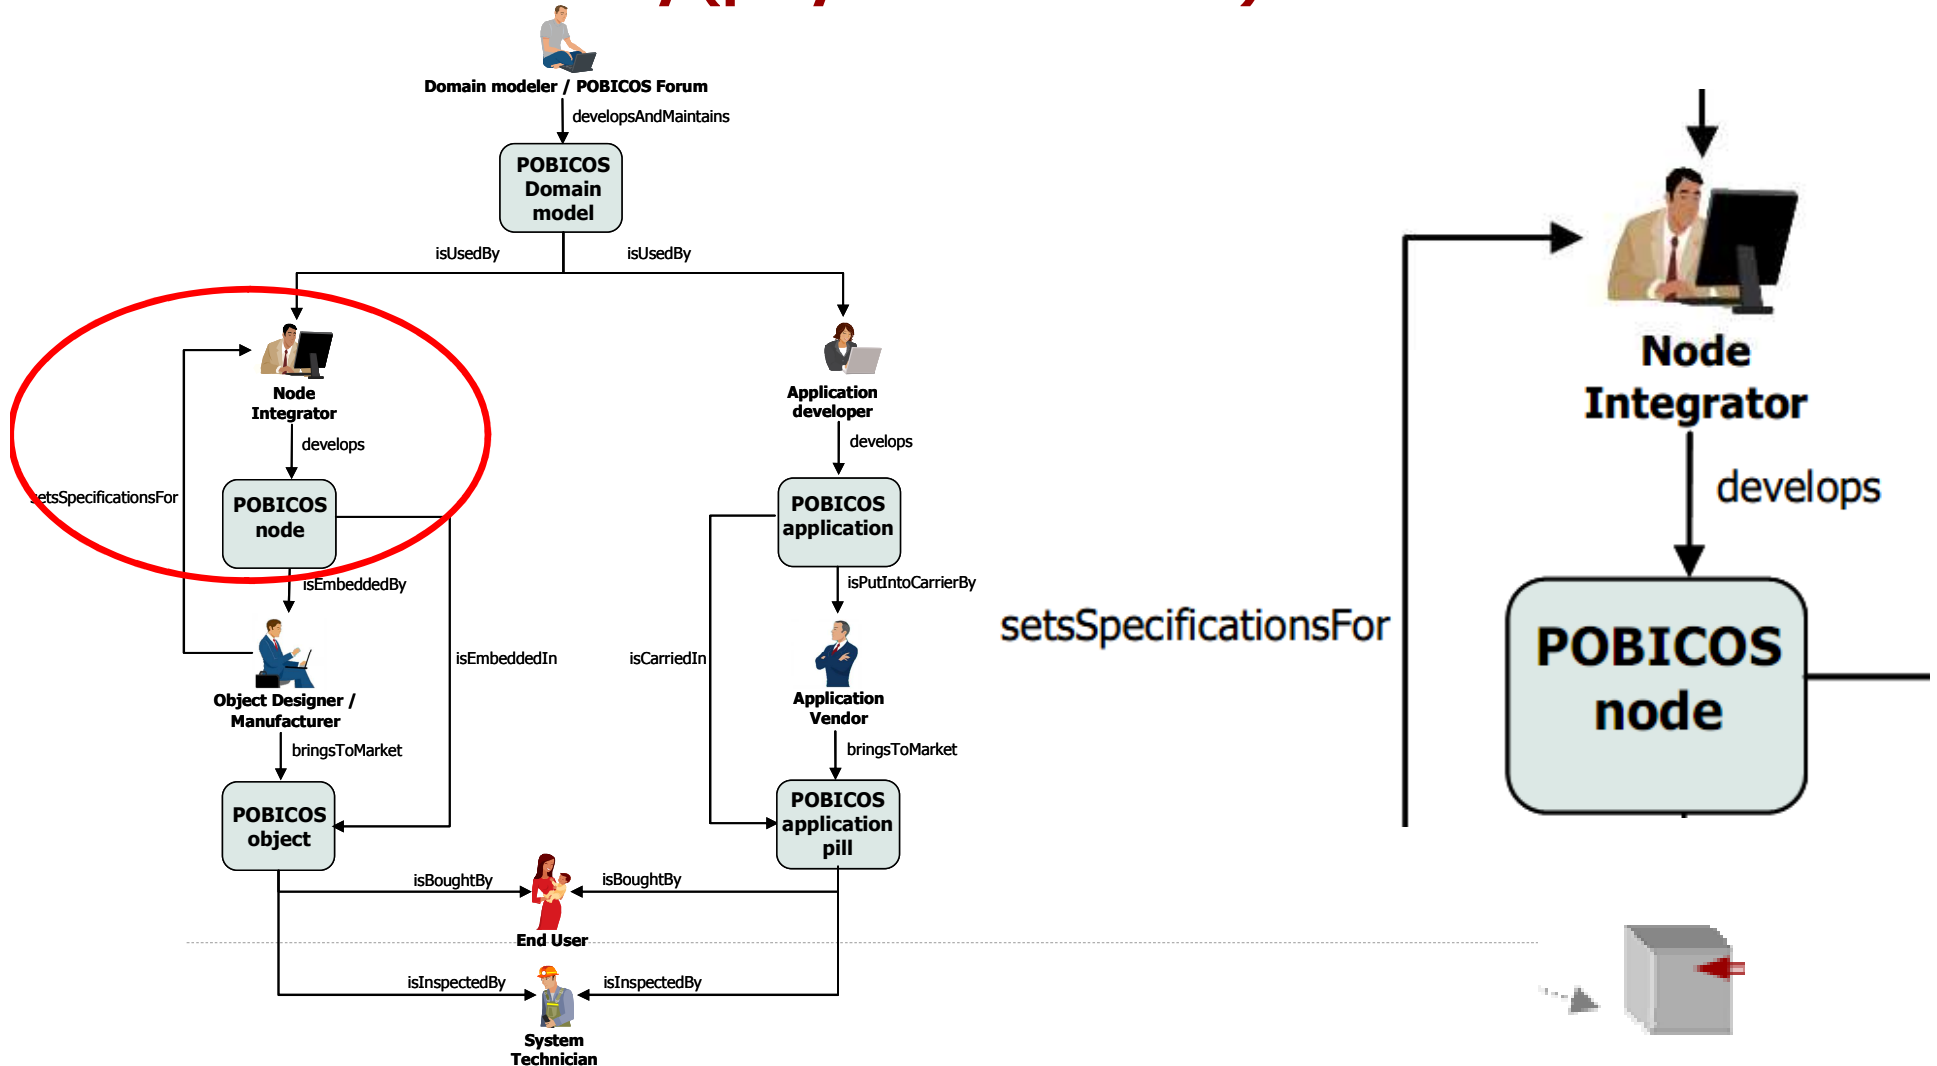 Domain modeler / POBICOS Forum
developsAndMaintains
POBICOS
Domain
model
isUsedBy
isUsedBy
Node
Integrator
develops
setsSpecificationsFor
POBICOS
node
isEmbeddedBy
isEmbeddedIn
Object Designer /
Manufacturer
bringsToMarket
POBICOS
object
Application
developer
develops
POBICOS
application
isPutIntoCarrierBy
isCarriedIn
Application
Vendor
bringsToMarket
POBICOS
application
pill
isBoughtBy
isBoughtBy
End User
isInspectedBy
isInspectedBy
System
Technician
Node
Integrator
develops
setsSpecificationsFor
POBICOS
node